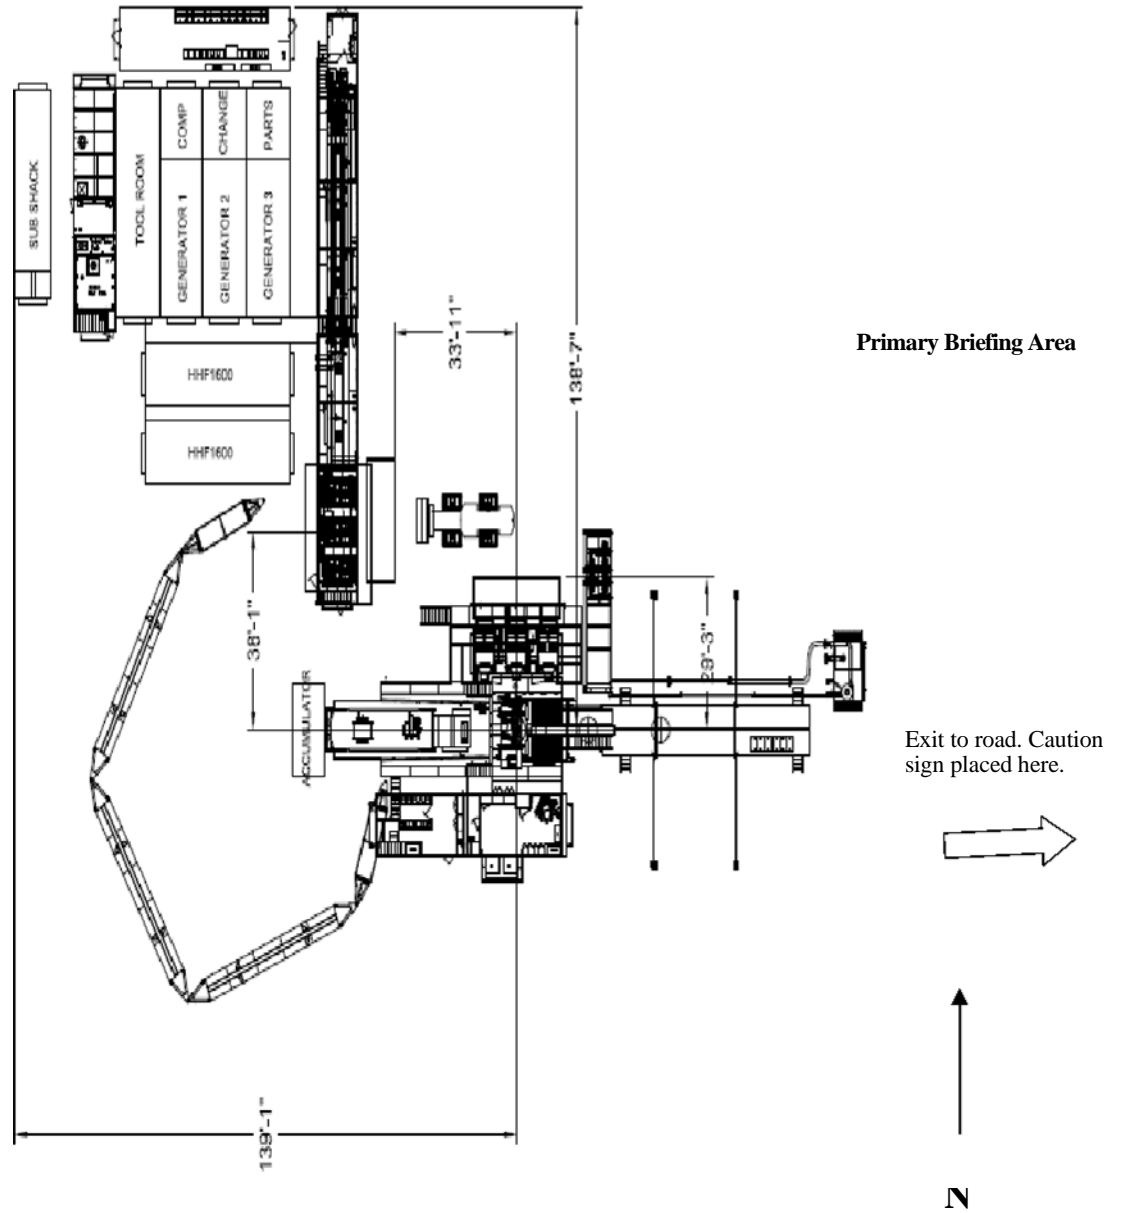 SUB SHACK
TOOL ROOM
COMP
CHANGE
PARTS
GENERATOR 1
GENERATOR 2
GENERATOR 3
HHF1600
HHF1600
33'-11"
138'-7"
Primary Briefing Area
38'-1"
29'-3"
ACCUMULATOR
Exit to road. Caution
sign placed here.
139'-1"
N